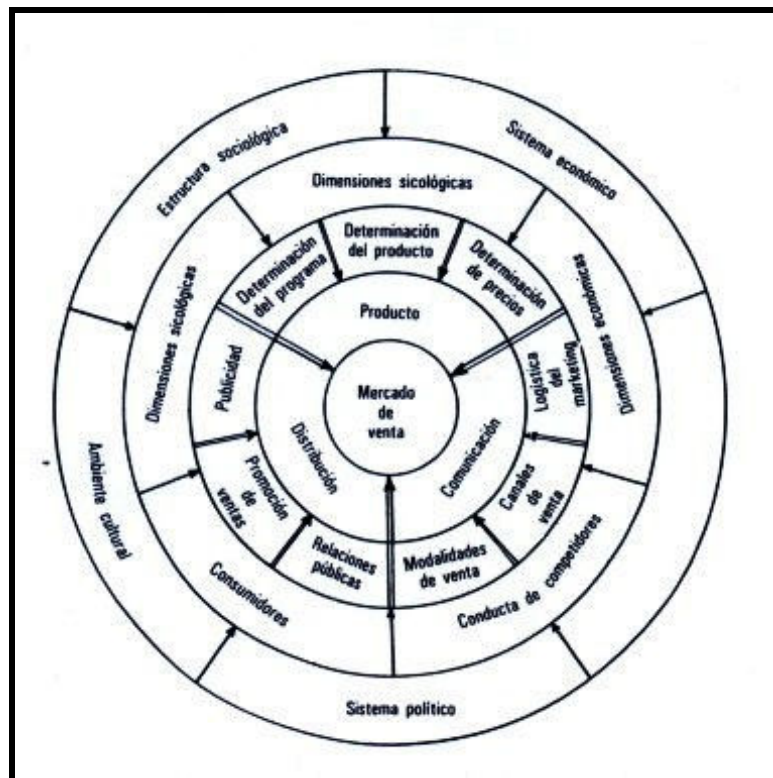 Estructura sociológica
Sistema económico
Dimensiones sicológicas
Determinación
del programa
Determinación
del producto
Determinación
de precios
Dimensiones sicológicas
Dimensiones económicas
Producto
Publicidad
Logística
del
marketing
Mercado
de
venta
Distribución
Comunicación
Ambiente cultural
Promoción
de
ventas
Canales
de
venta
Relaciones
públicas
Modalidades
de venta
Consumidores
Conducta de competidores
Sistema político